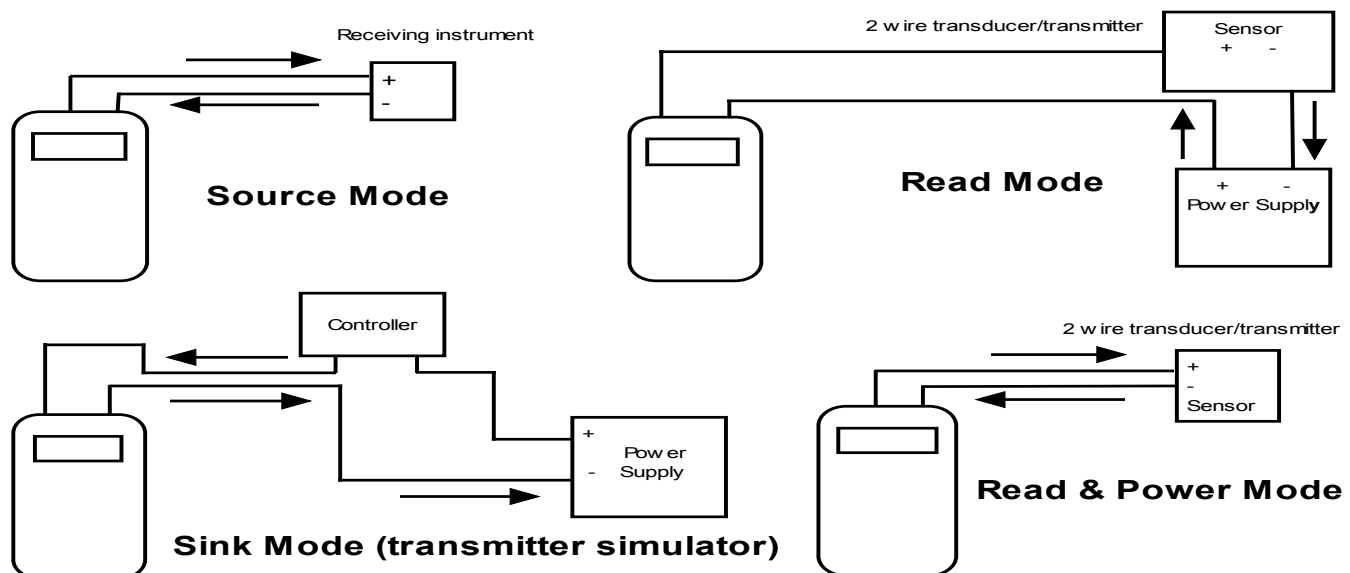 Receiving instrument
+
-
Source Mode
2 wire transducer/transmitter
Sensor
+ -
Read Mode
+ -
Power Supply
Controller
+
Power
- Supply
Sink Mode (transmitter simulator)
2 wire transducer/transmitter
+
-
Sensor
Read & Power Mode